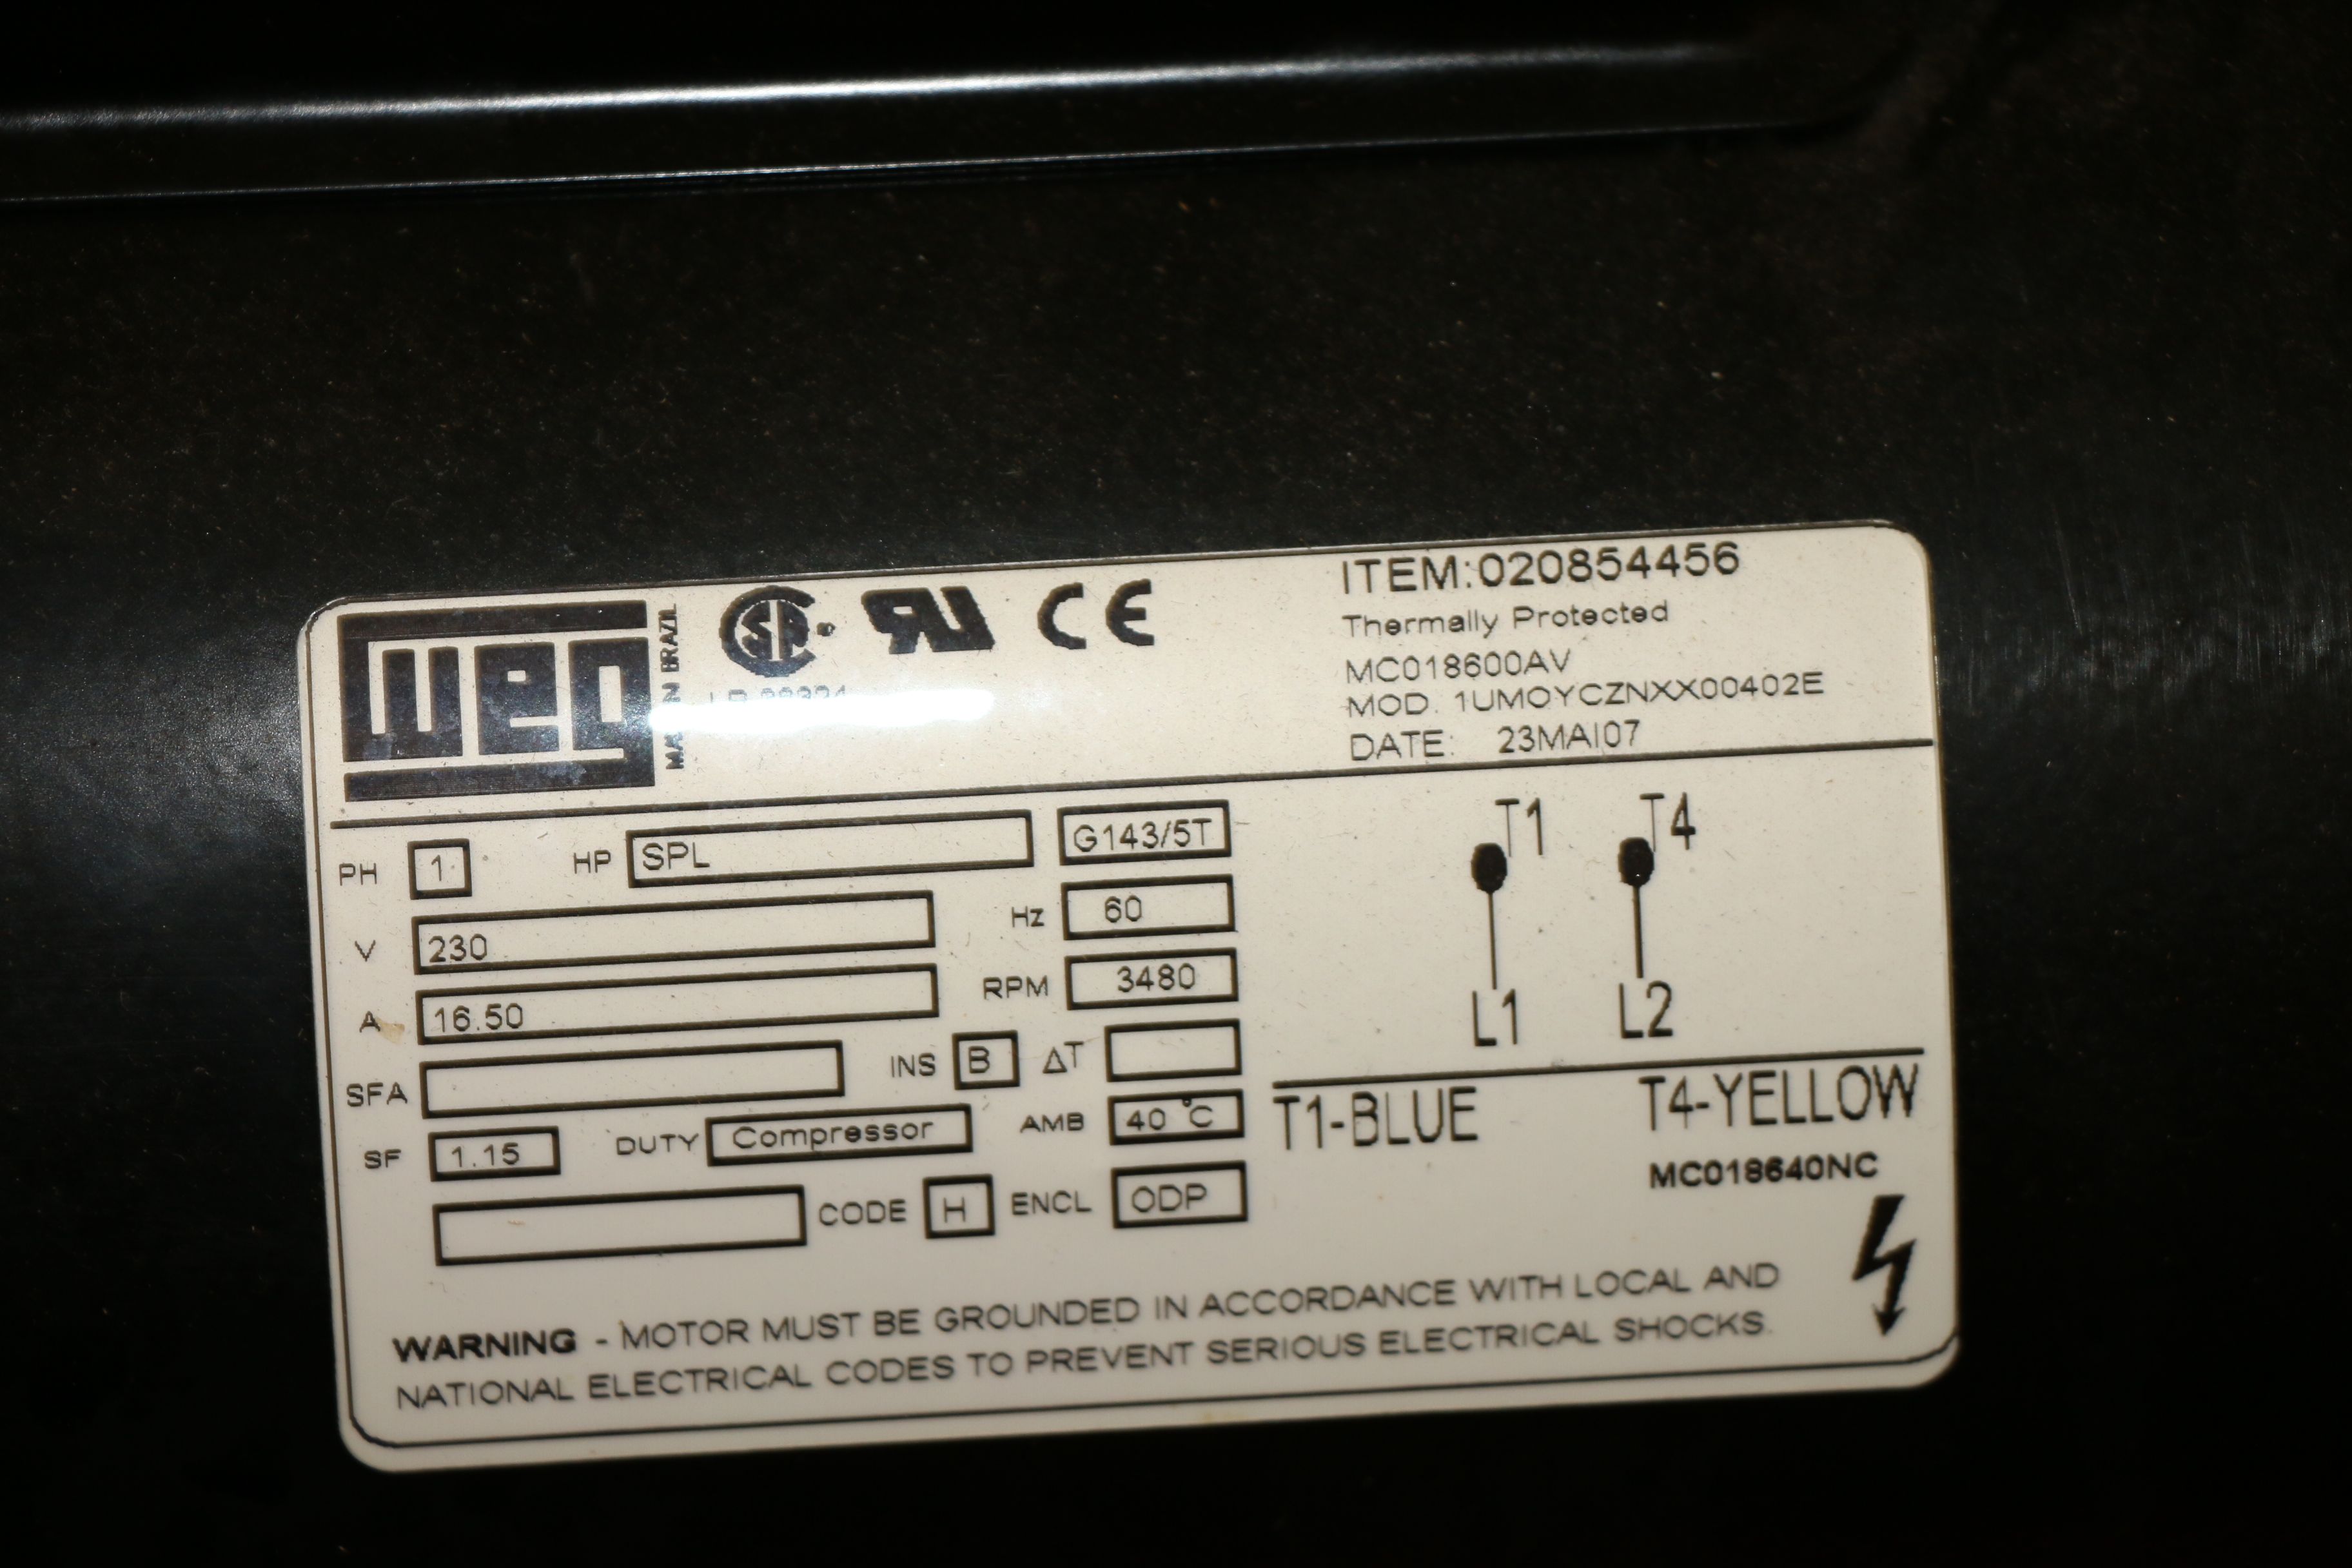 weg
MADE IN BRAZIL
ITEM:020854456
Thermally Protected
MC018600AV
MOD. 1UMOYCZNXX00402E
DATE: 23MAI07
PH 1 HP SPL G143/5T
V 230 Hz 60
A 16.50 RPM 3480
SFA INS B ΔT
SF 1.15 DUTY Compressor AMB 40°C
CODE H ENCL ODP
T1 T4
L1 L2
T1-BLUE T4-YELLOW
MC018640NC
WARNING - MOTOR MUST BE GROUNDED IN ACCORDANCE WITH LOCAL AND
NATIONAL ELECTRICAL CODES TO PREVENT SERIOUS ELECTRICAL SHOCKS.